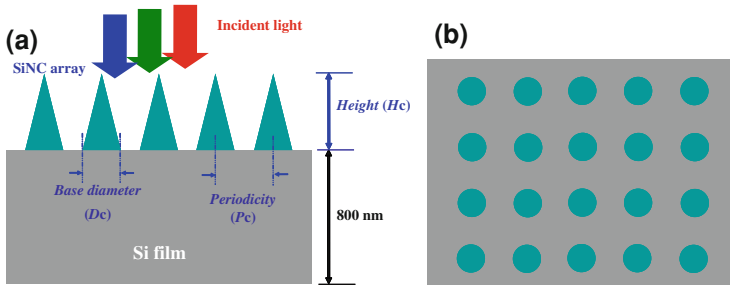 (a)
Incident light
SiNC array
Height (Hc)
Base diameter
(Dc)
Periodicity
(Pc)
800 nm
Si film
(b)